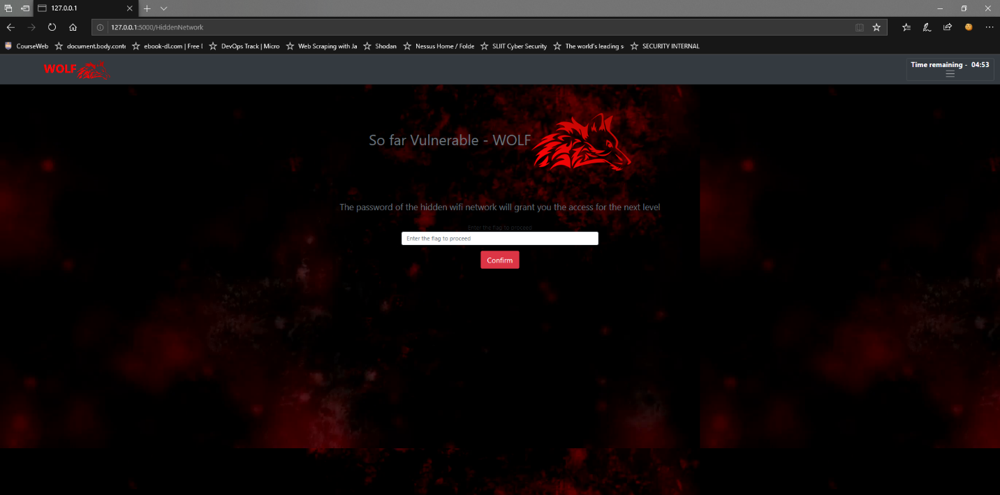 127.0.0.1
127.0.0.1:5000/HiddenNetwork
CourseWeb document.body.conte ebook-dl.com | Free I DevOps Track | Micro Web Scraping with Ja Shodan Nessus Home / Folde SLIIT Cyber Security The world's leading s SECURITY INTERNAL
WOLF
Time remaining - 04:53
So far Vulnerable - WOLF
The password of the hidden wifi network will grant you the access for the next level
Enter the flag to proceed
Enter the flag to proceed
Confirm